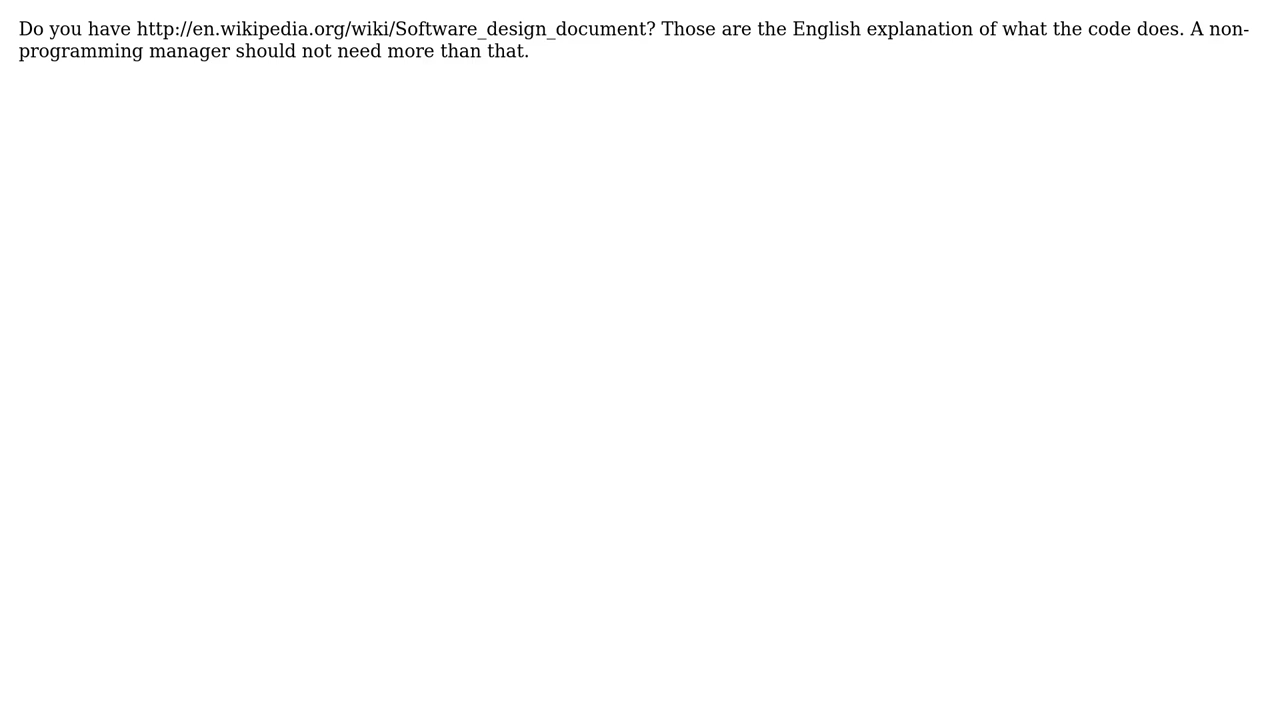 Do you have http://en.wikipedia.org/wiki/Software_design_document? Those are the English explanation of what the code does. A non-
programming manager should not need more than that.